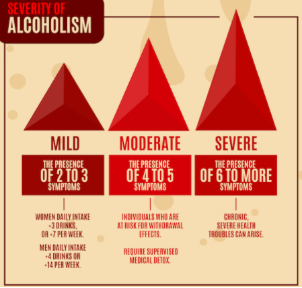 SEVERITY OF
ALCOHOLISM
MILD
THE PRESENCE
OF 2 TO 3
SYMPTOMS
WOMEN DAILY INTAKE
+3 DRINKS,
OR +7 PER WEEK.
MEN DAILY INTAKE
+4 DRINKS OR
+14 PER WEEK.
MODERATE
THE PRESENCE
OF 4 TO 5
SYMPTOMS
INDIVIDUALS WHO ARE
AT RISK FOR WITHDRAWAL
EFFECTS.
REQUIRE SUPERVISED
MEDICAL DETOX.
SEVERE
THE PRESENCE
OF 6 TO MORE
SYMPTOMS
CHRONIC,
SEVERE HEALTH
TROUBLES CAN ARISE.